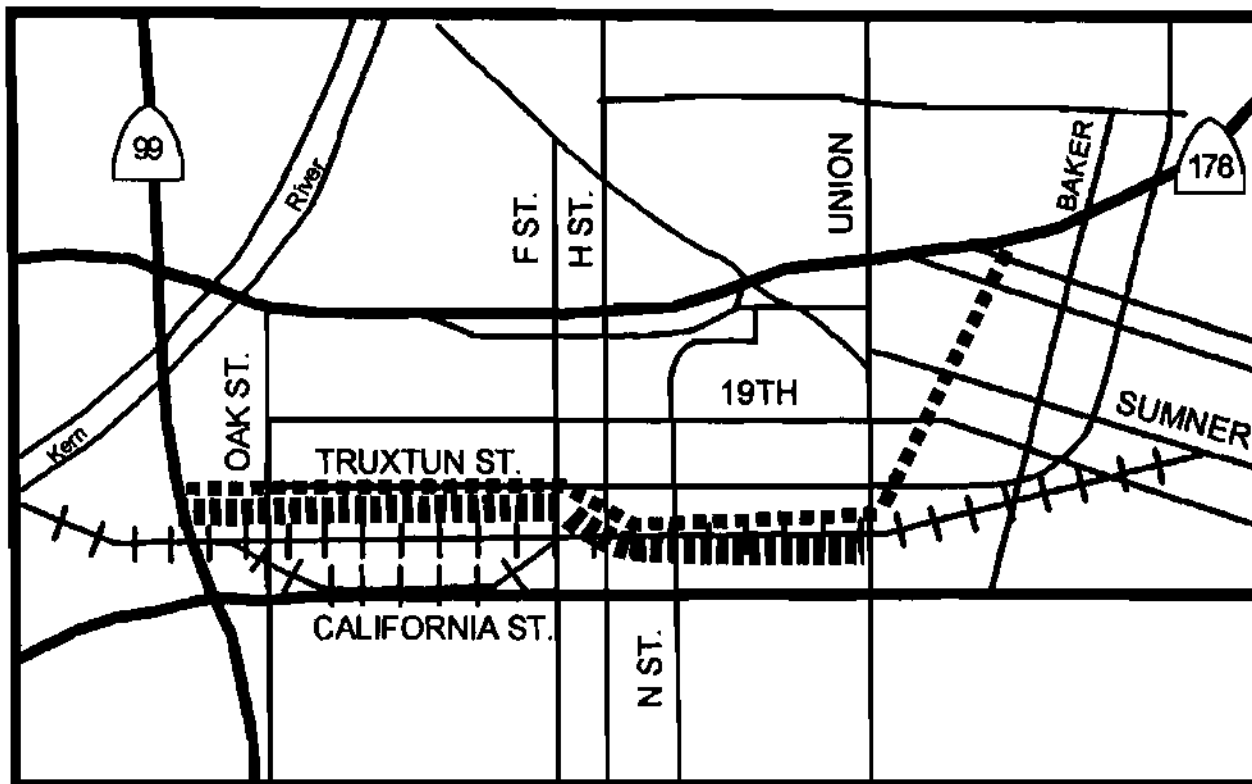 99
River
F ST.
H ST.
UNION
BAKER
178
Kern
OAK ST.
19TH
SUMNER
TRUXTUN ST.
CALIFORNIA ST.
N ST.